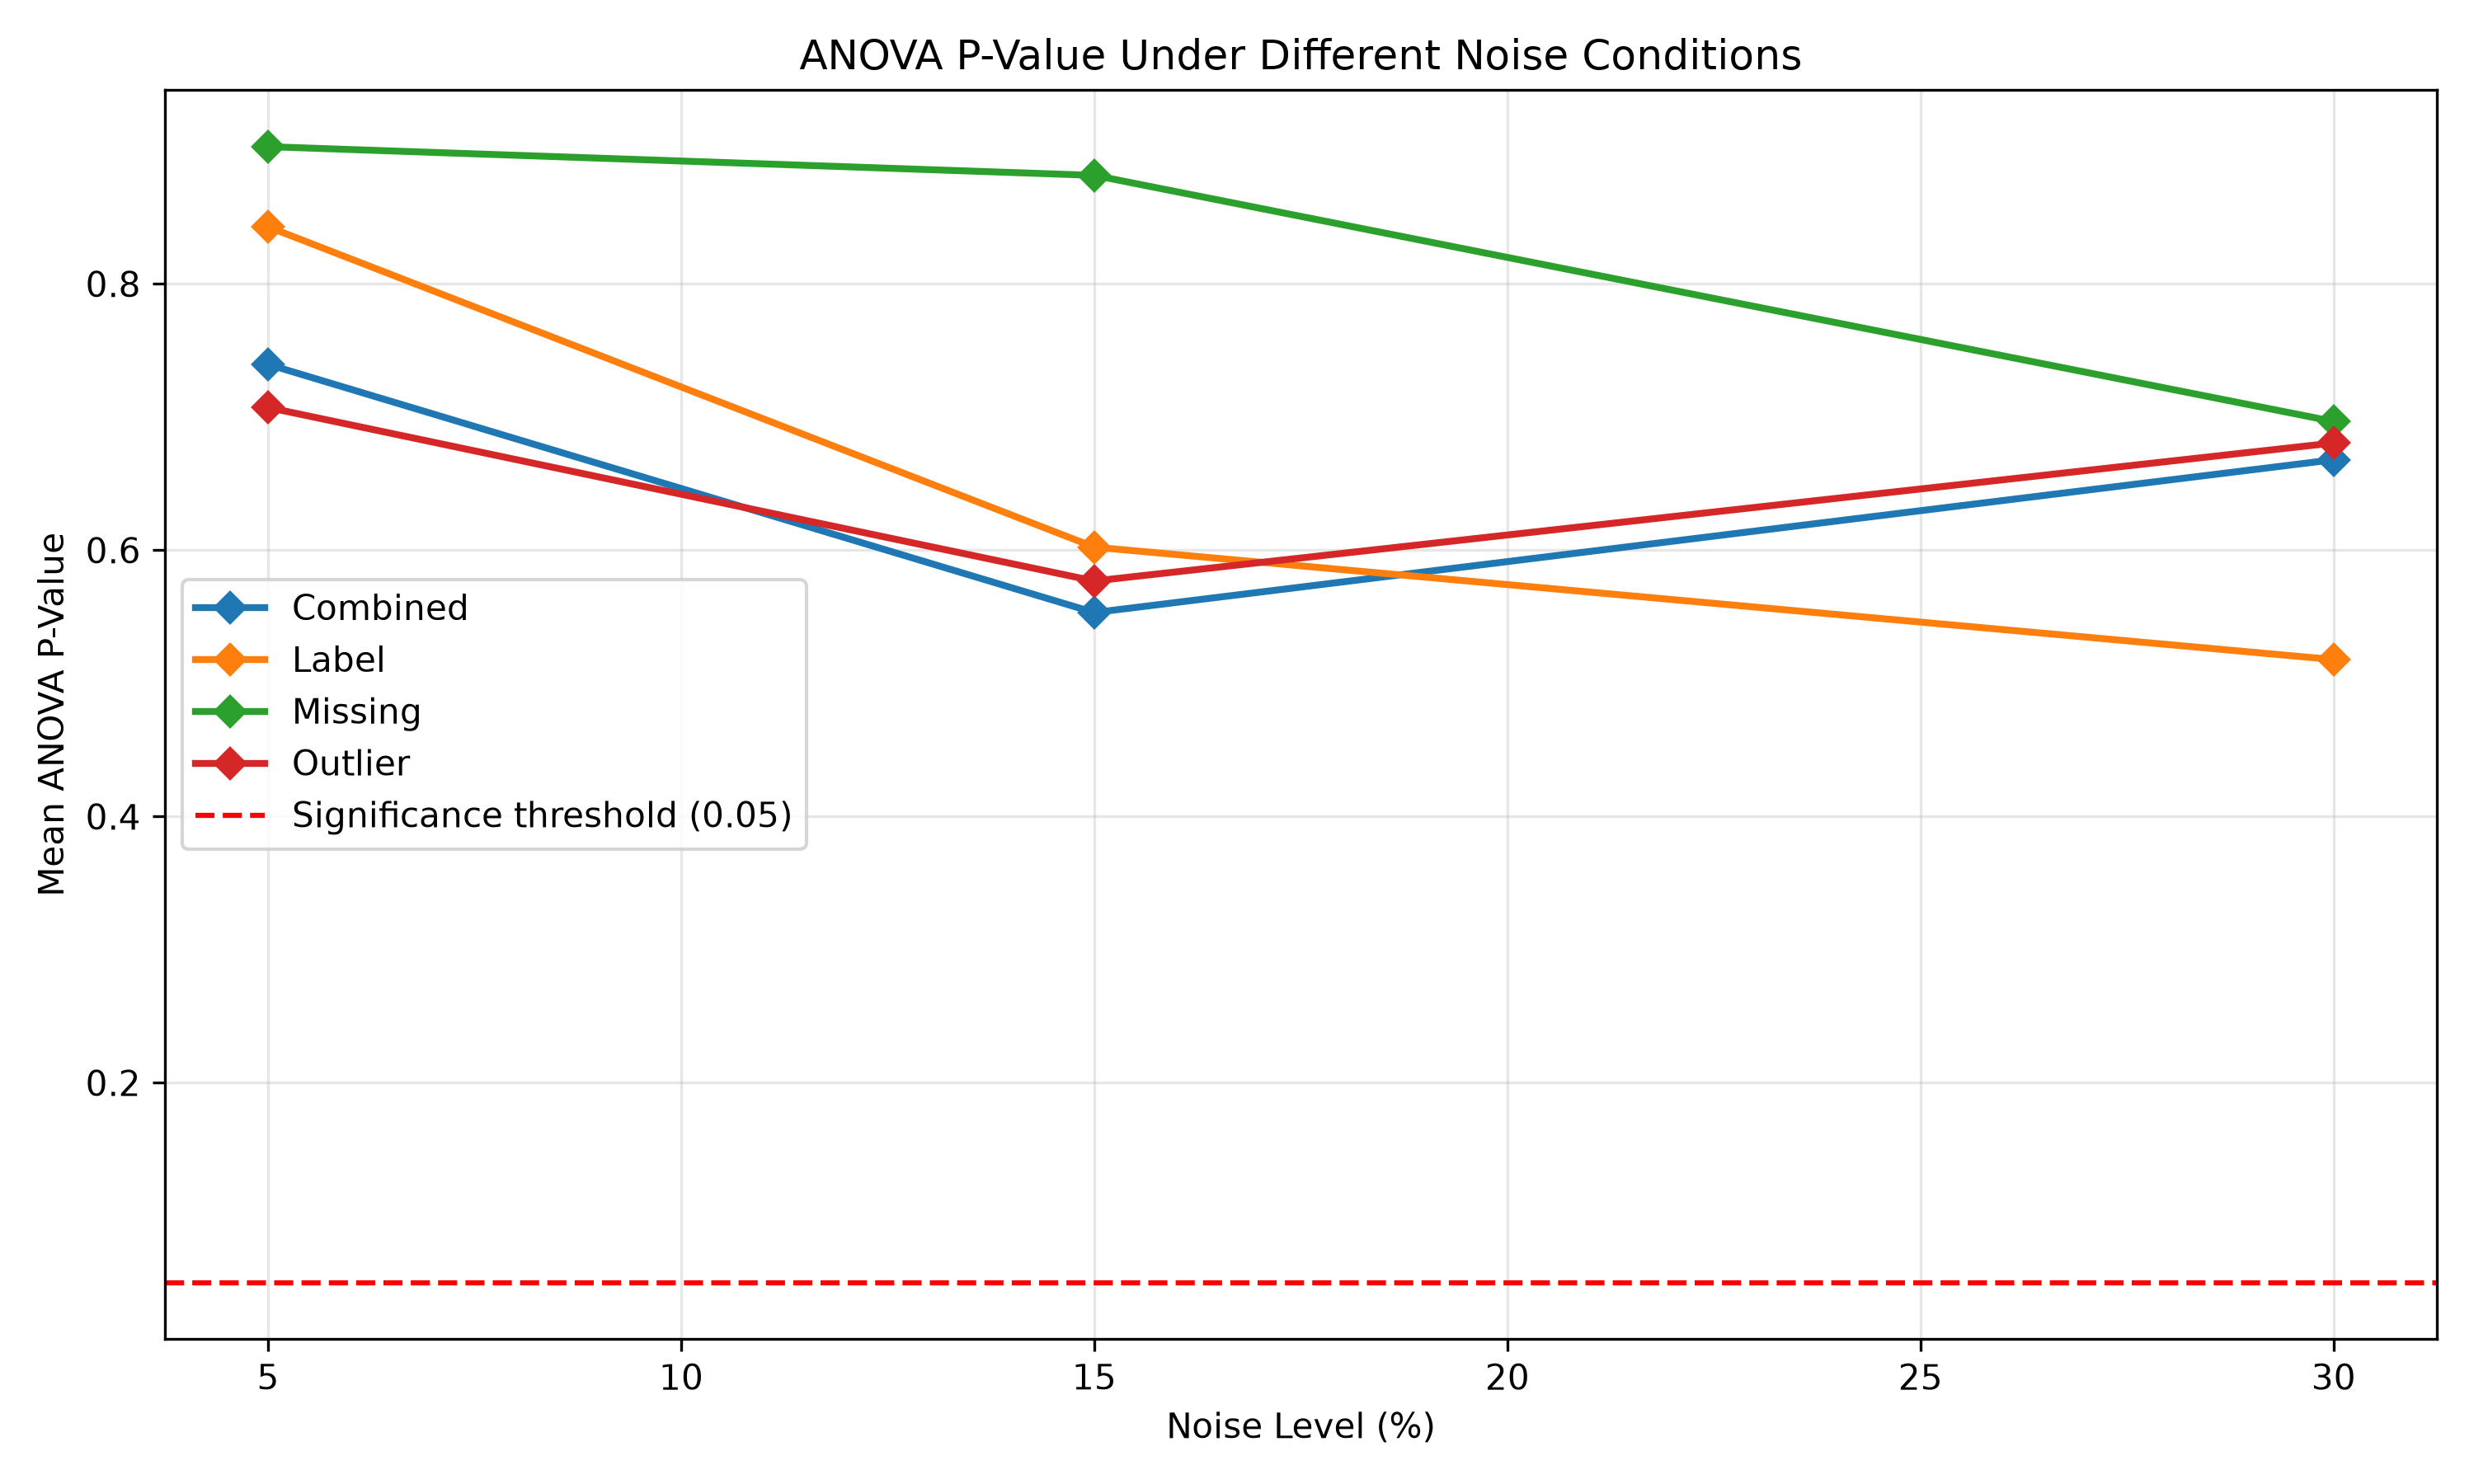 ANOVA P-Value Under Different Noise Conditions
Mean ANOVA P-Value
0.8
0.6
0.4
0.2
Combined
Label
Missing
Outlier
Significance threshold (0.05)
5 10 15 20 25 30
Noise Level (%)